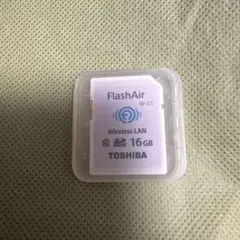 FlashAir
W-03
Wireless LAN
16GB
TOSHIBA